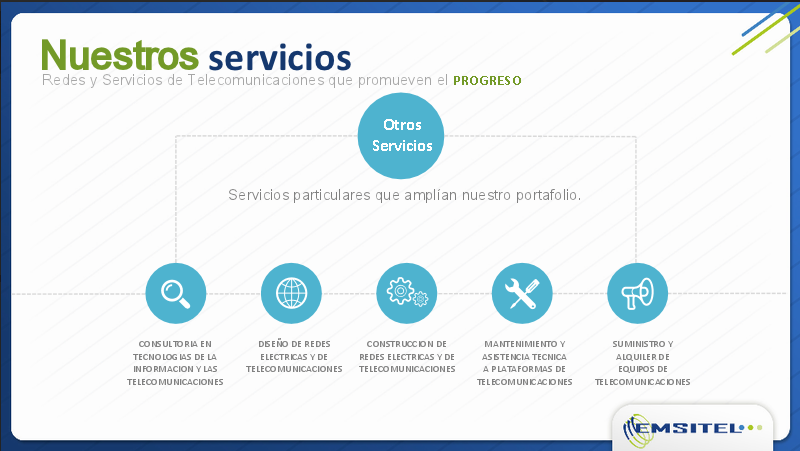 Nuestros servicios
Redes y Servicios de Telecomunicaciones que promueven el PROGRESO
Otros
Servicios
Servicios particulares que amplían nuestro portafolio.
CONSULTORIA EN
TECNOLOGIAS DE LA
INFORMACION Y LAS
TELECOMUNICACIONES
DISEÑO DE REDES
ELECTRICAS Y DE
TELECOMUNICACIONES
CONSTRUCCION DE
REDES ELECTRICAS Y DE
TELECOMUNICACIONES
MANTENIMIENTO Y
ASISTENCIA TECNICA
A PLATAFORMAS DE
TELECOMUNICACIONES
SUMINISTRO Y
ALQUILER DE
EQUIPOS DE
TELECOMUNICACIONES
EMSITEL